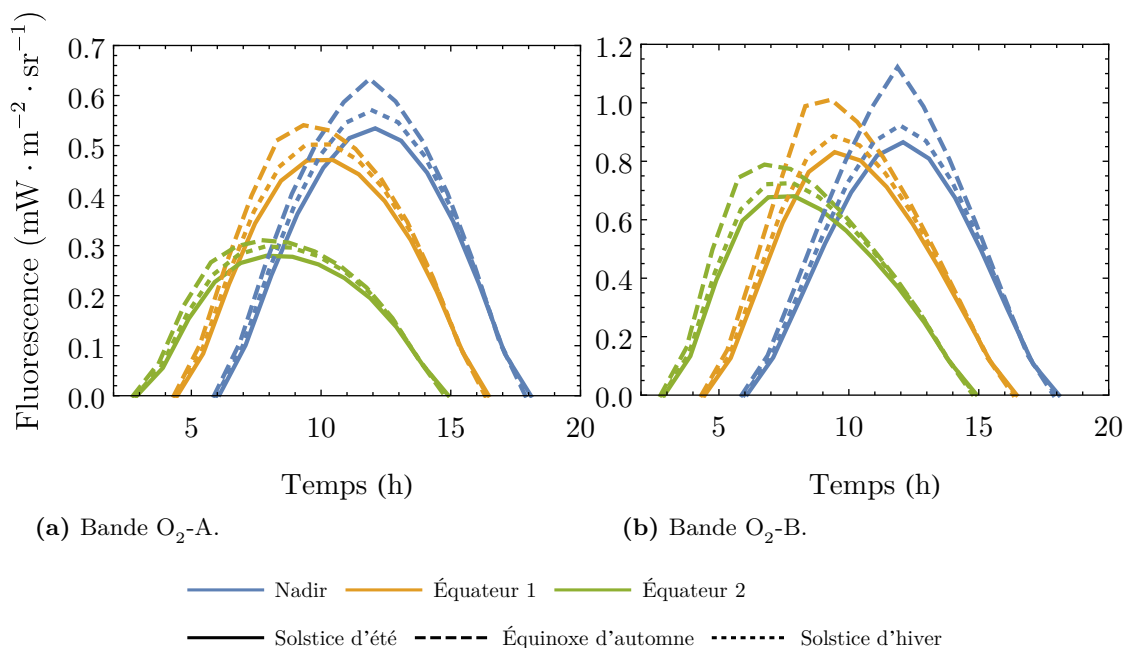 Fluorescence (mW · m−2 · sr−1)
0.7
0.6
0.5
0.4
0.3
0.2
0.1
0.0
5 10 15 20
Temps (h)
(a) Bande O2-A.
1.2
1.0
0.8
0.6
0.4
0.2
0.0
5 10 15 20
Temps (h)
(b) Bande O2-B.
Nadir Équateur 1 Équateur 2
Solstice d'été Équinoxe d'automne Solstice d'hiver